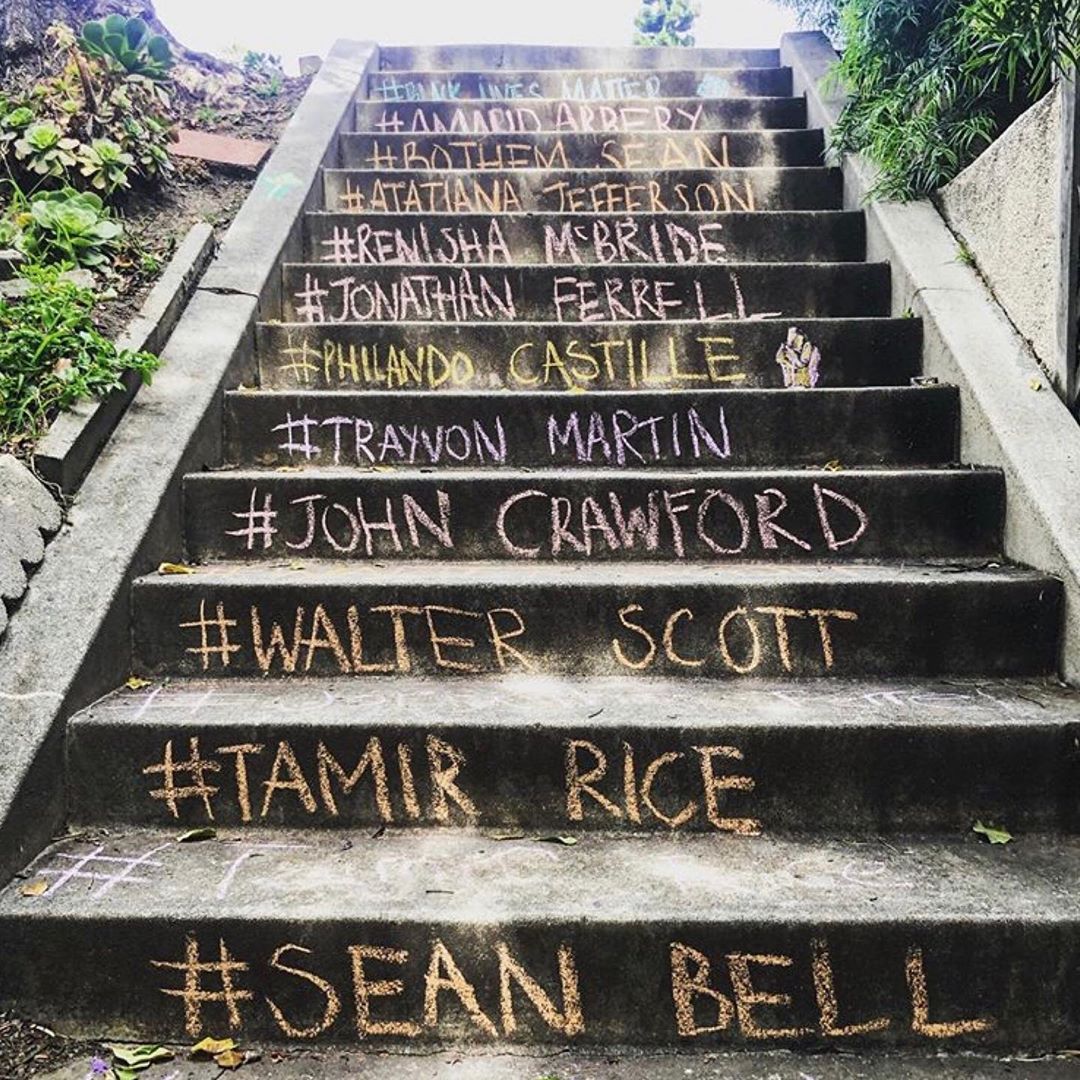 #BLACK LIVES MATTER
#AMAUD ARBERY
#BOTHEM SEAN
#ATATIANA JEFFERSON
#RENISHA McBRIDE
#JONATHAN FERRELL
#PHILANDO CASTILLE
#TRAYVON MARTIN
#JOHN CRAWFORD
#WALTER SCOTT
#TAMIR RICE
#SEAN BELL